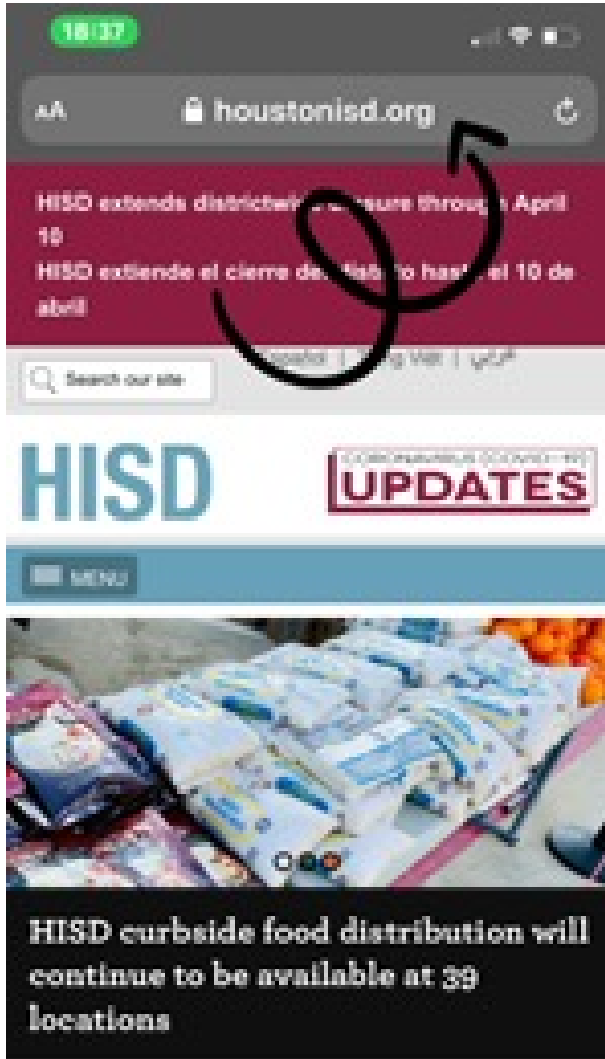 18:37
AA houstonisd.org
HISD extends districtwide closure through April
10
HISD extiende el cierre del distrito hasta el 10 de
abril
Search our site
Español | Tiếng Việt | عربي
HISD
CORONAVIRUS (COVID-19)
UPDATES
MENU
HISD curbside food distribution will
continue to be available at 39
locations